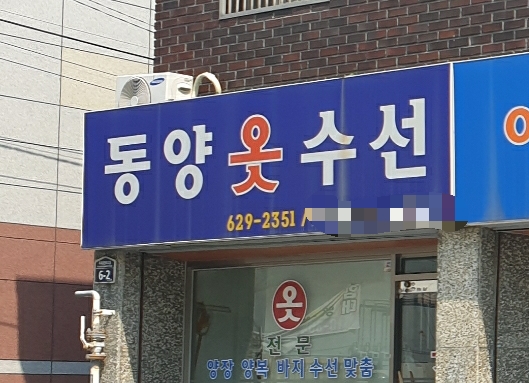 동양 옷 수선
629-2351 /
6-2
옷
전문
양장 양복 바지 수선 맞춤